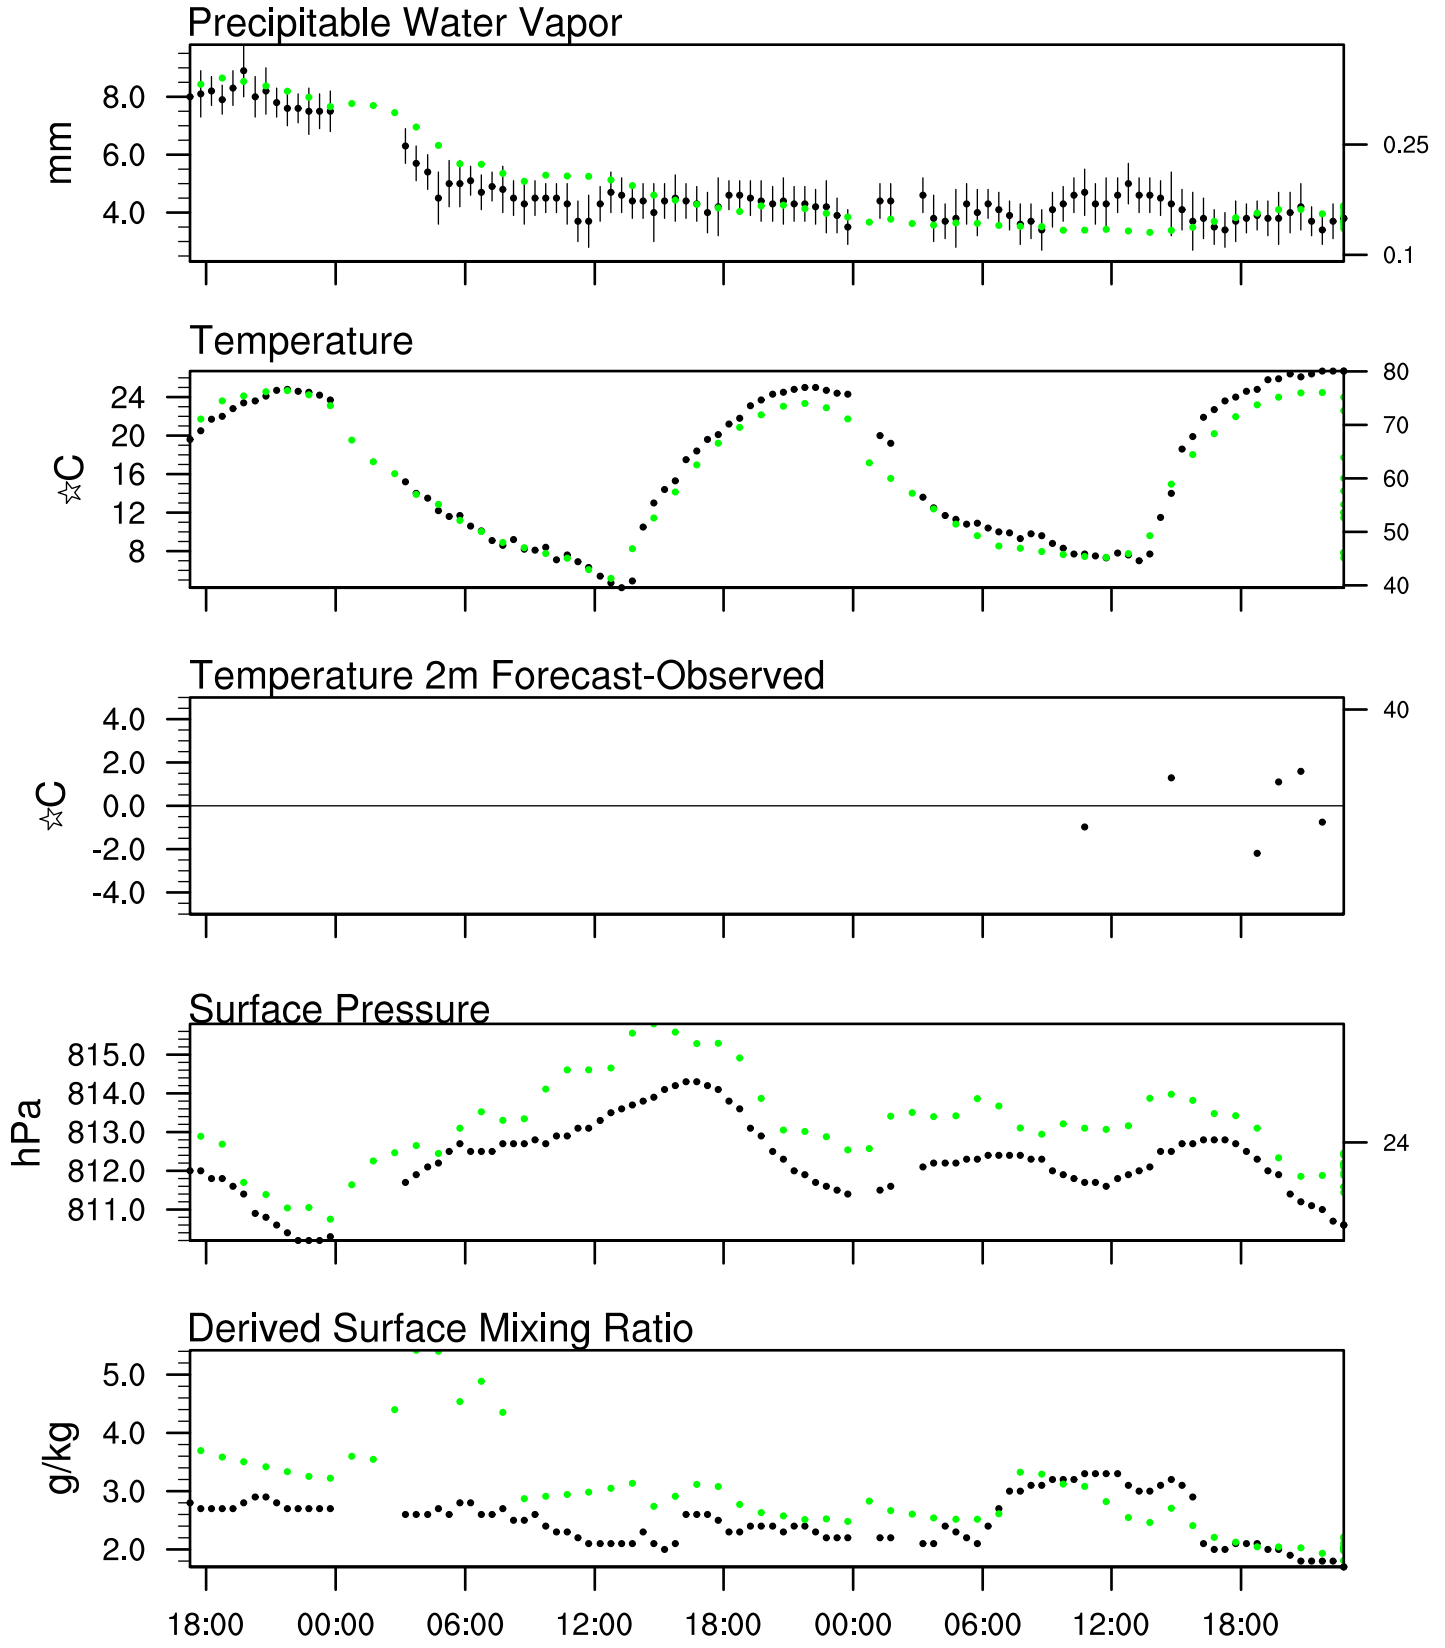 Precipitable Water Vapor
mm
8.0
6.0
4.0
0.25
0.1
Temperature
☆C
24
20
16
12
8
80
70
60
50
40
Temperature 2m Forecast-Observed
☆C
4.0
2.0
0.0
-2.0
-4.0
40
Surface Pressure
hPa
815.0
814.0
813.0
812.0
811.0
24
Derived Surface Mixing Ratio
g/kg
5.0
4.0
3.0
2.0
18:00 00:00 06:00 12:00 18:00 00:00 06:00 12:00 18:00